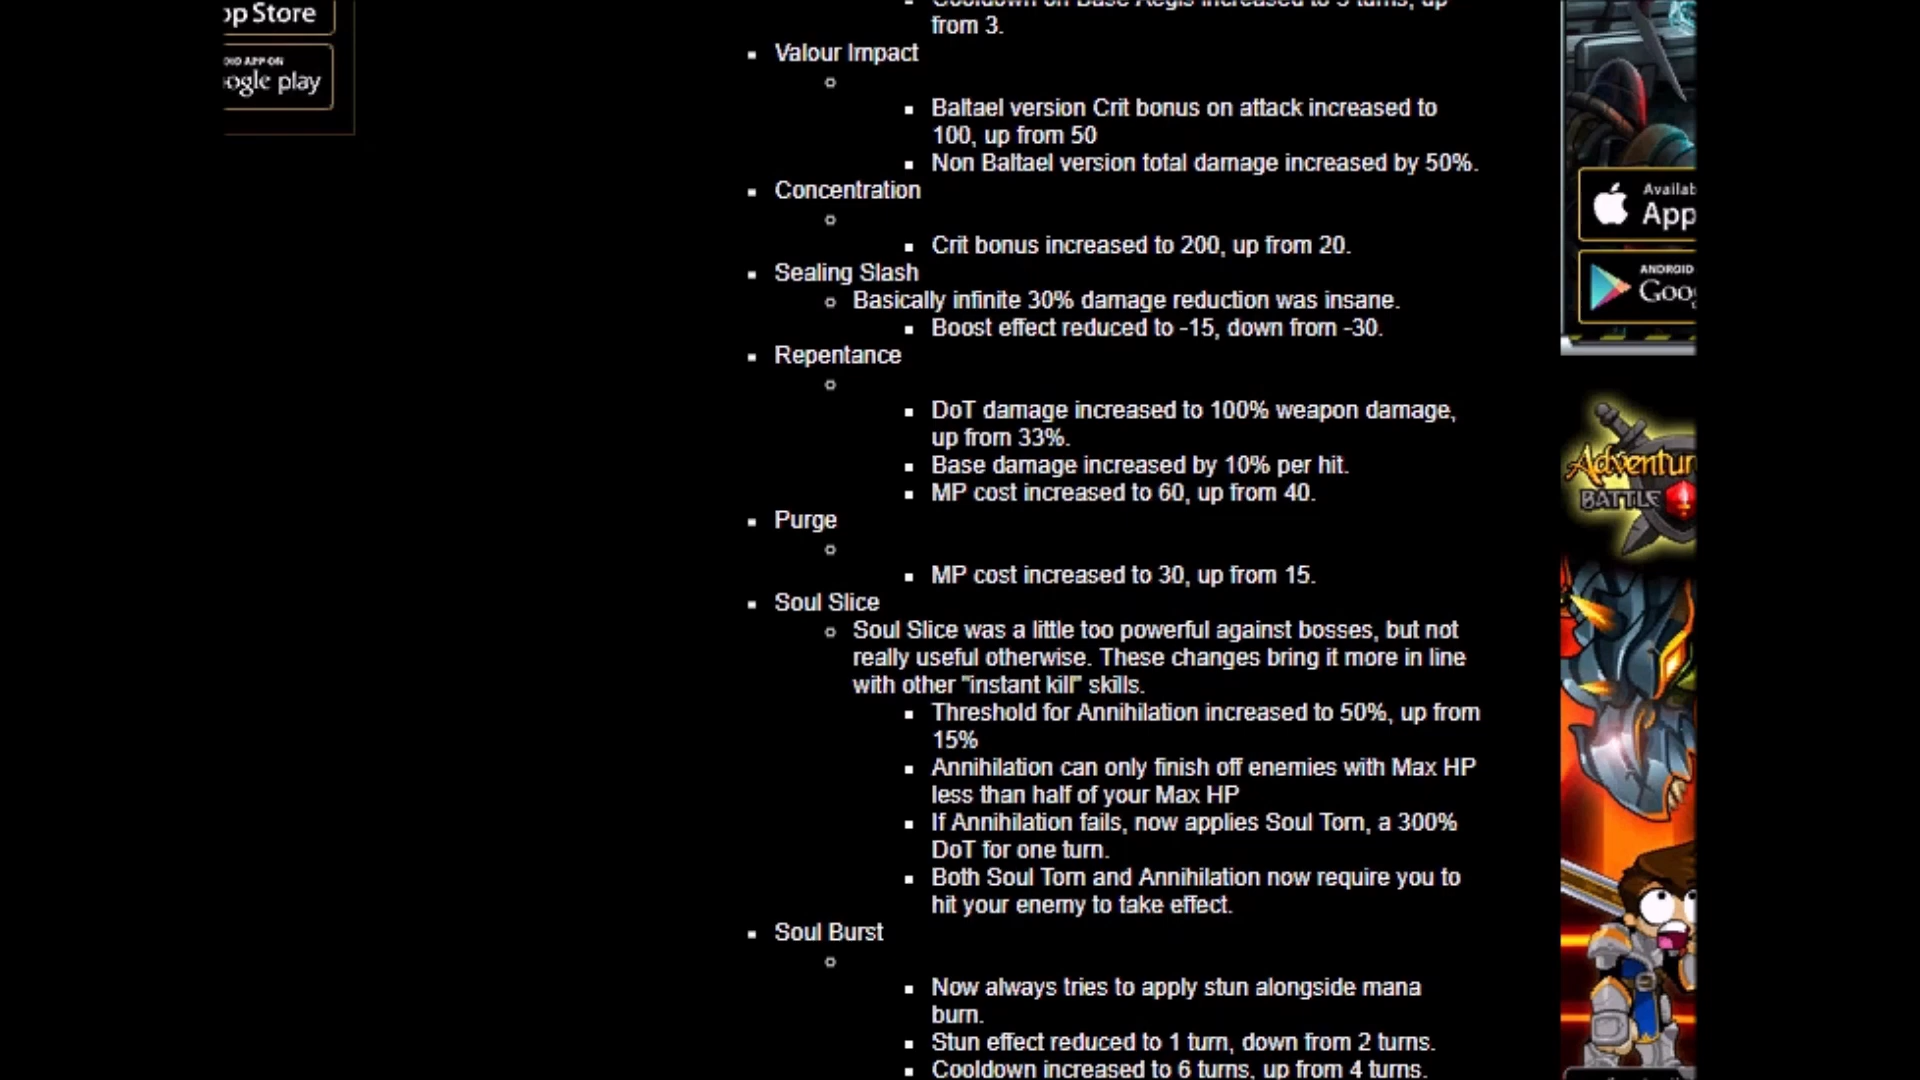 pp Store
ogle play
Cooldown on Base Aegis increased to 5 turns, up
from 3.
Valour Impact
Baltael version Crit bonus on attack increased to
100, up from 50
Non Baltael version total damage increased by 50%.
Concentration
Crit bonus increased to 200, up from 20.
Sealing Slash
Basically infinite 30% damage reduction was insane.
Boost effect reduced to -15, down from -30.
Repentance
DoT damage increased to 100% weapon damage,
up from 33%.
Base damage increased by 10% per hit.
MP cost increased to 60, up from 40.
Purge
MP cost increased to 30, up from 15.
Soul Slice
Soul Slice was a little too powerful against bosses, but not
really useful otherwise. These changes bring it more in line
with other "instant kill" skills.
Threshold for Annihilation increased to 50%, up from
15%
Annihilation can only finish off enemies with Max HP
less than half of your Max HP
If Annihilation fails, now applies Soul Torn, a 300%
DoT for one turn.
Both Soul Torn and Annihilation now require you to
hit your enemy to take effect.
Soul Burst
Now always tries to apply stun alongside mana
burn.
Stun effect reduced to 1 turn, down from 2 turns.
Cooldown increased to 6 turns, up from 4 turns.
Availab
App
ANDROID
Goo
Adventur
BATTLE